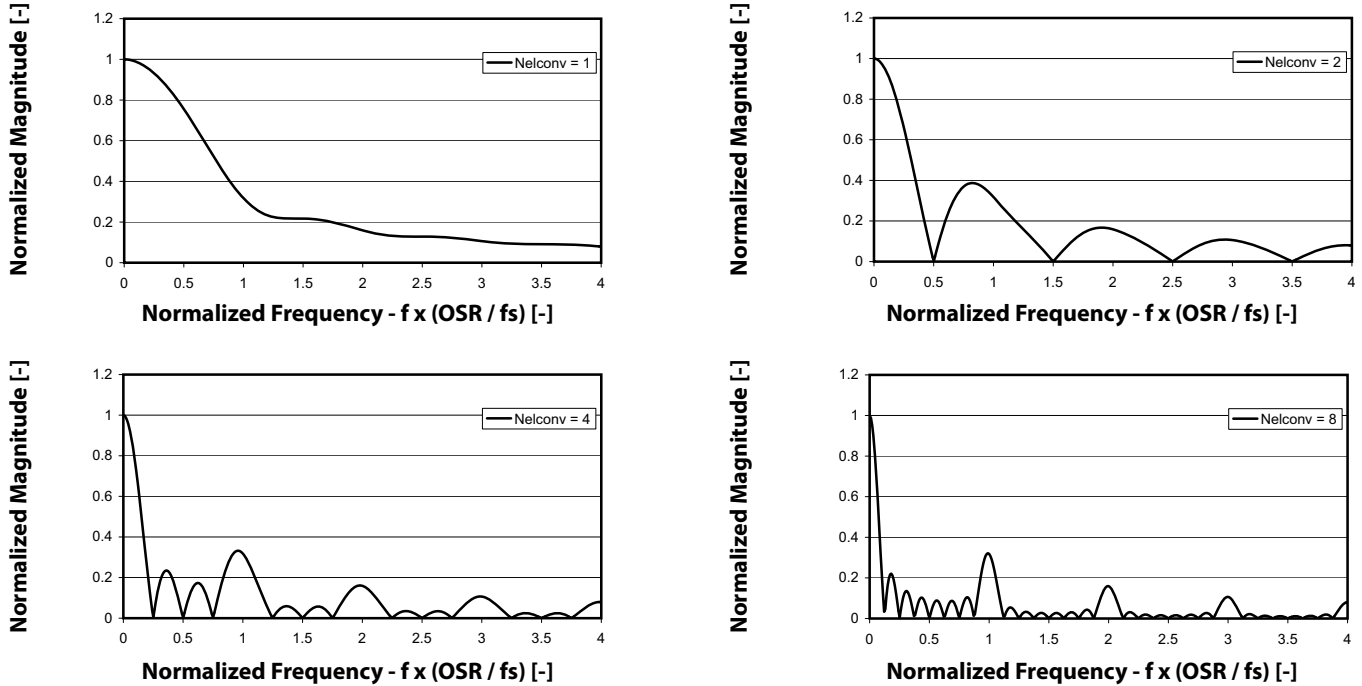 Normalized Magnitude [-]
1.2
1
0.8
0.6
0.4
0.2
0
Nelconv = 1
0 0.5 1 1.5 2 2.5 3 3.5 4
Normalized Frequency - f x (OSR / fs) [-]
Normalized Magnitude [-]
1.2
1
0.8
0.6
0.4
0.2
0
Nelconv = 2
0 0.5 1 1.5 2 2.5 3 3.5 4
Normalized Frequency - f x (OSR / fs) [-]
Normalized Magnitude [-]
1.2
1
0.8
0.6
0.4
0.2
0
Nelconv = 4
0 0.5 1 1.5 2 2.5 3 3.5 4
Normalized Frequency - f x (OSR / fs) [-]
Normalized Magnitude [-]
1.2
1
0.8
0.6
0.4
0.2
0
Nelconv = 8
0 0.5 1 1.5 2 2.5 3 3.5 4
Normalized Frequency - f x (OSR / fs) [-]